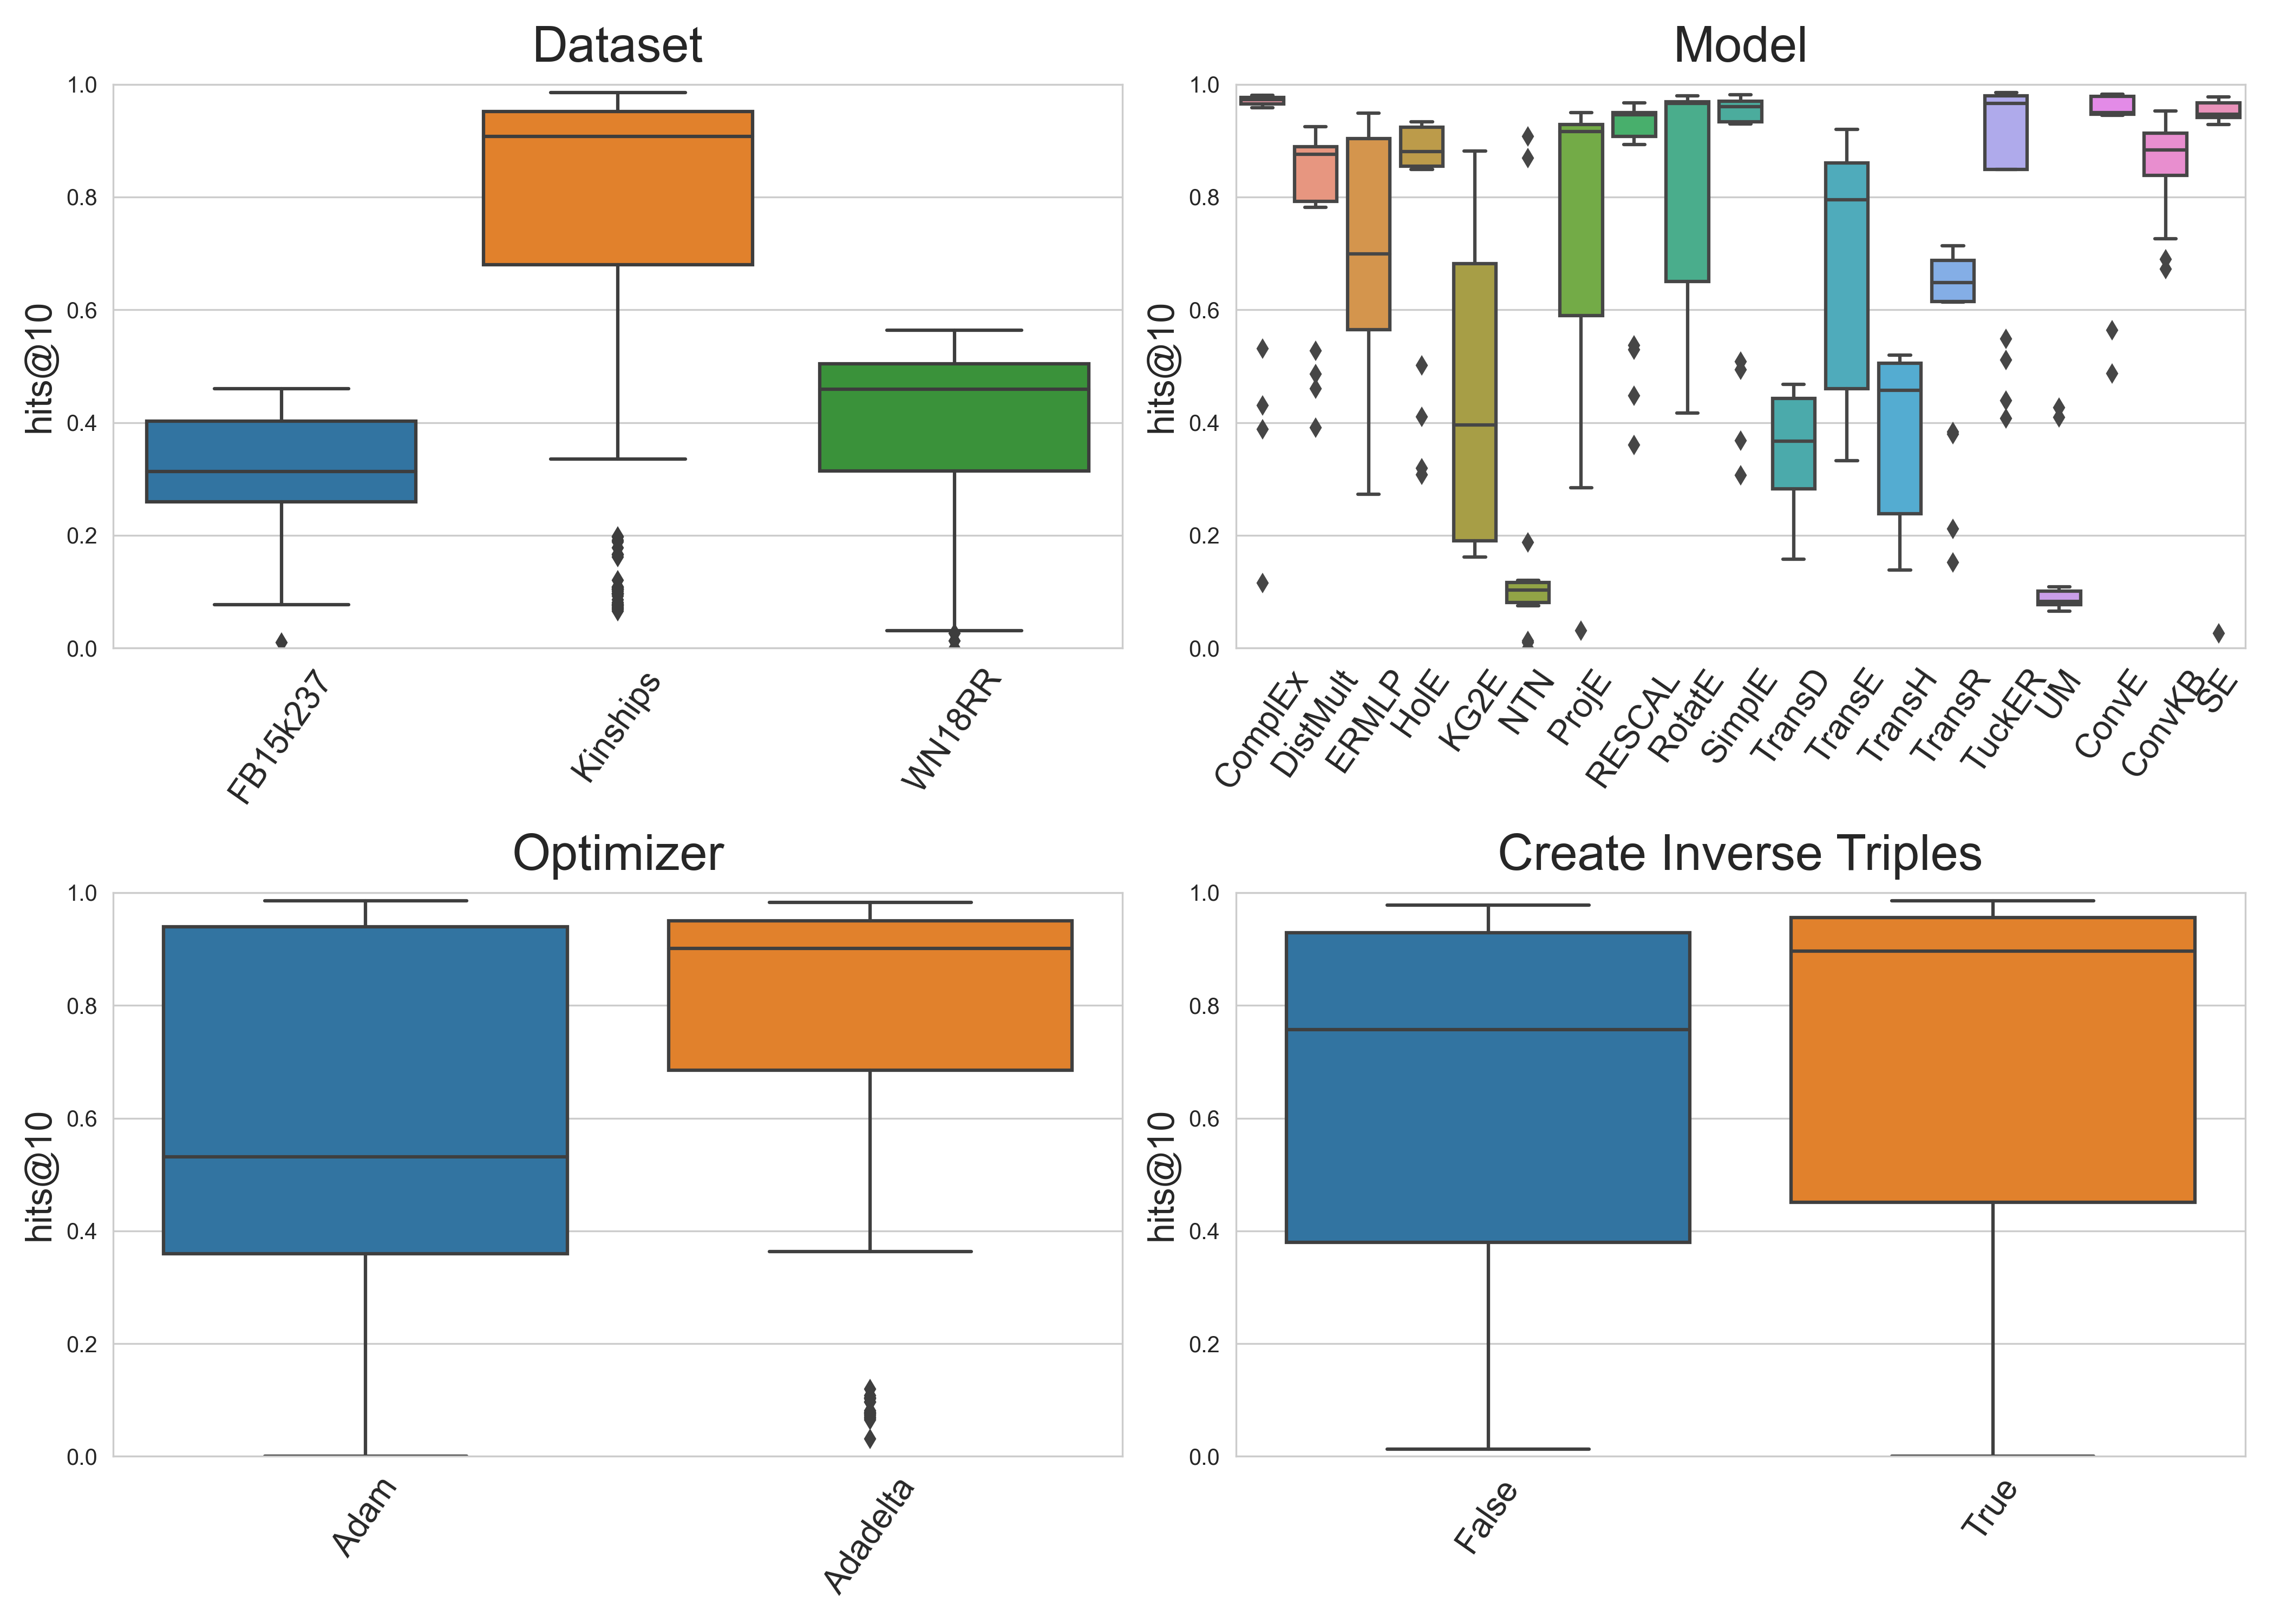 Dataset
hits@10
1.0
0.8
0.6
0.4
0.2
0.0
FB15k237
Kinships
WN18RR
Model
hits@10
1.0
0.8
0.6
0.4
0.2
0.0
ComplEx
DistMult
ERMLP
HolE
KG2E
NTN
ProjE
RESCAL
RotatE
SimplE
TransD
TransE
TransH
TransR
TuckER
UM
ConvE
ConvKB
SE
Optimizer
hits@10
1.0
0.8
0.6
0.4
0.2
0.0
Adam
Adadelta
Create Inverse Triples
hits@10
1.0
0.8
0.6
0.4
0.2
0.0
False
True